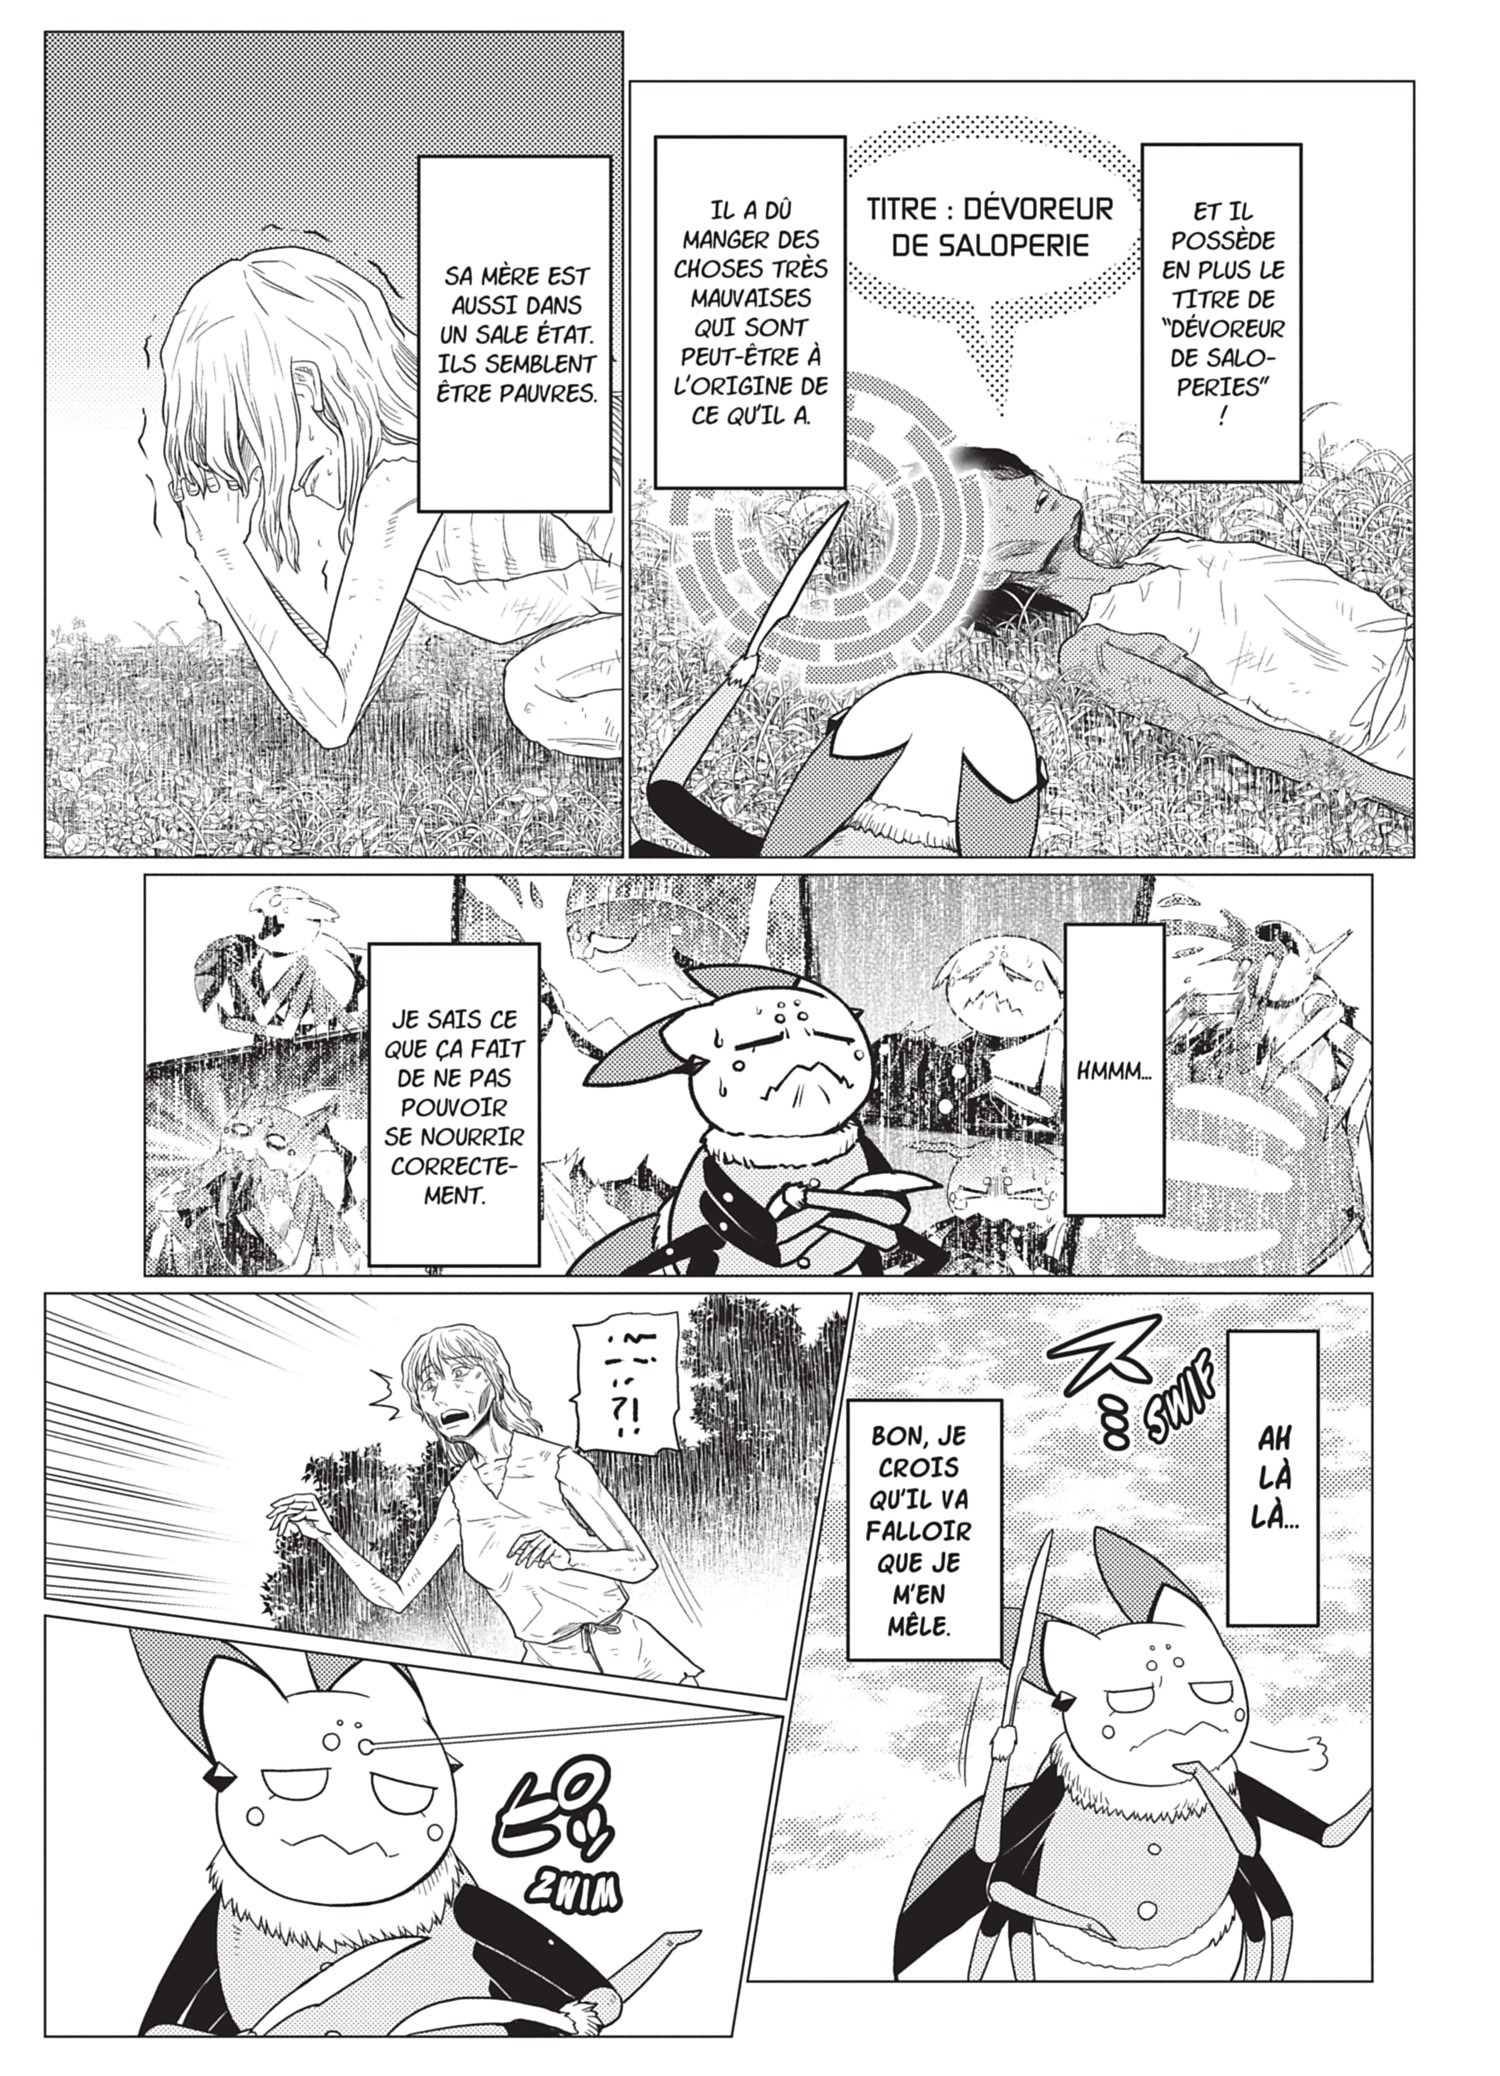 ET IL
POSSÈDE
EN PLUS LE
TITRE DE
"DÉVOREUR
DE SALO-
PERIES"
!
TITRE : DÉVOREUR
DE SALOPERIE
IL A DÛ
MANGER DES
CHOSES TRÈS
MAUVAISES
QUI SONT
PEUT-ÊTRE À
L'ORIGINE DE
CE QU'IL A.
SA MÈRE EST
AUSSI DANS
UN SALE ÉTAT.
ILS SEMBLENT
ÊTRE PAUVRES.
HMMM...
JE SAIS CE
QUE ÇA FAIT
DE NE PAS
POUVOIR
SE NOURRIR
CORRECTE-
MENT.
AH
LÀ
LÀ...
ス…
SWIF
BON, JE
CROIS
QU'IL VA
FALLOIR
QUE JE
M'EN
MÊLE.
?!
ピッ
ZWIM